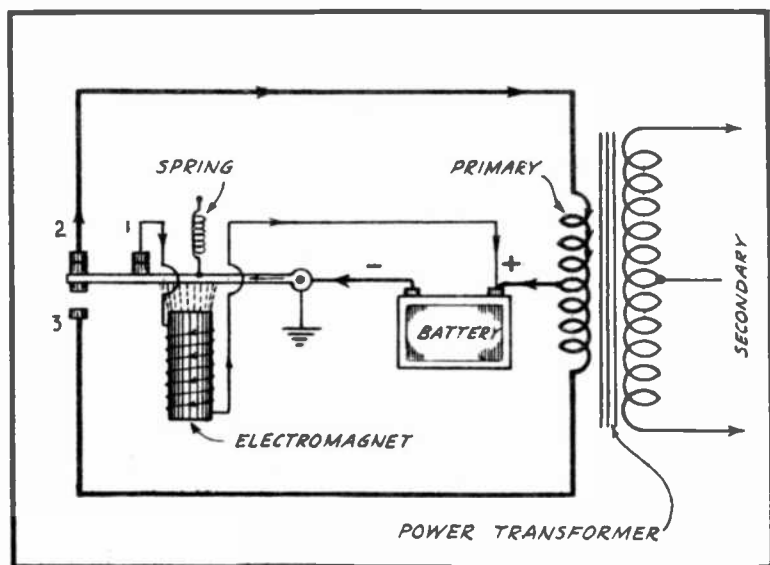 SPRING
PRIMARY
2
1
- +
3
BATTERY
SECONDARY
ELECTROMAGNET
POWER TRANSFORMER